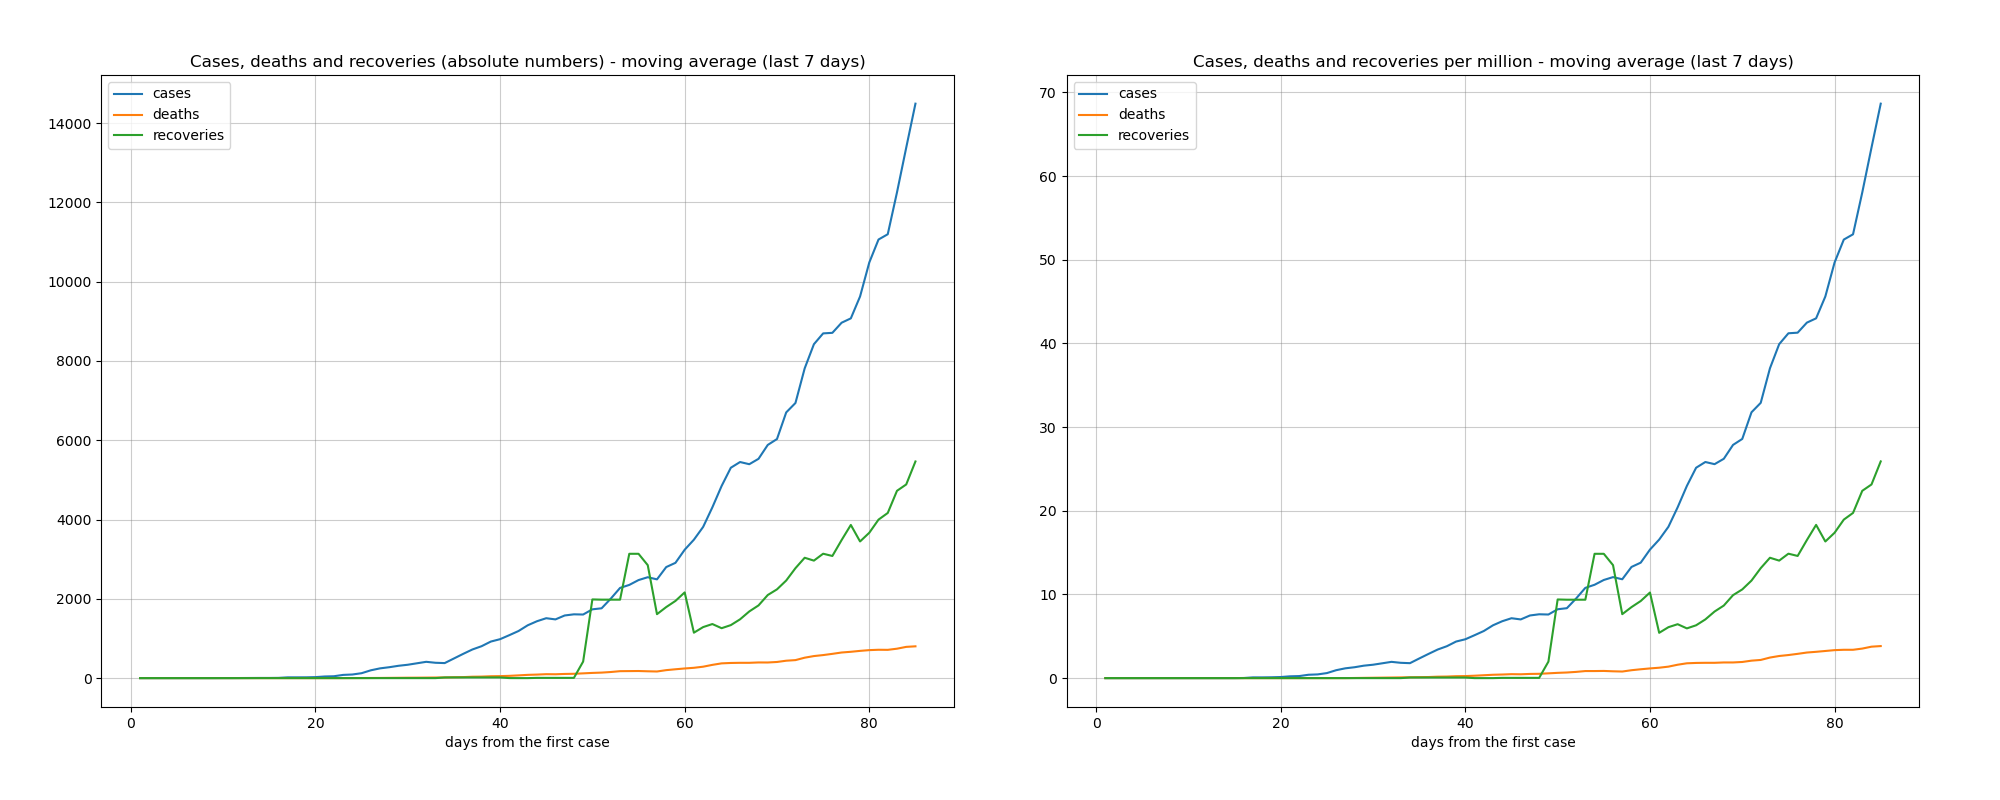 Cases, deaths and recoveries (absolute numbers) - moving average (last 7 days)
cases
deaths
recoveries
14000
12000
10000
8000
6000
4000
2000
0
0 20 40 60 80
days from the first case
Cases, deaths and recoveries per million - moving average (last 7 days)
cases
deaths
recoveries
70
60
50
40
30
20
10
0
0 20 40 60 80
days from the first case